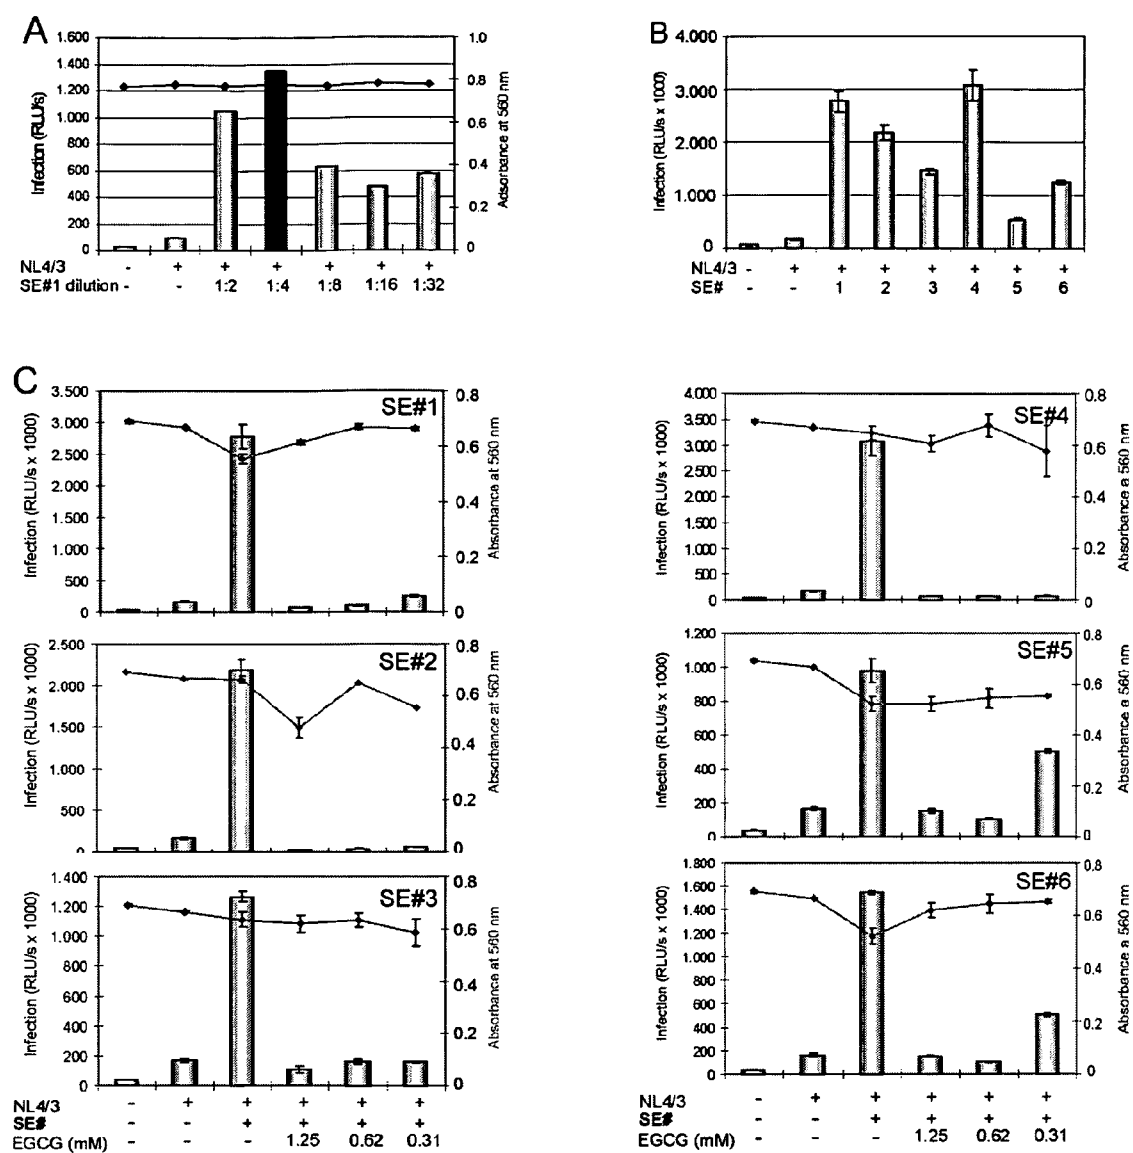 A
1.600
1.400
1.200
1.000
800
600
400
200
0
Infection (RLU/s)
1.0
0.8
0.6
0.4
0.2
0
Adsorbance at 560 nm
NL4/3 - + + + + + +
SE#1 dilution - - 1:2 1:4 1:8 1:16 1:32
B
4.000
3.000
2.000
1.000
0
Infection (RLU/s x 1000)
NL4/3 - + + + + + + +
SE# - - 1 2 3 4 5 6
C
SE#1
3.500
3.000
2.500
2.000
1.500
1.000
500
0
Infection (RLU/s x 1000)
0.8
0.6
0.4
0.2
0
Absorbance at 560 nm
SE#4
4.000
3.500
3.000
2.500
2.000
1.500
1.000
500
0
Infection (RLU/s x 1000)
0.8
0.6
0.4
0.2
0
Absorbance a 560 nm
SE#2
2.500
2.000
1.500
1.000
500
0
Infection (RLU/s x 1000)
0.8
0.6
0.4
0.2
0
Absorbance at 560 nm
SE#5
1.200
1.000
800
600
400
200
0
Infection (RLU/s x 1000)
0.8
0.6
0.4
0.2
0
Absorbance a 560 nm
SE#3
1.400
1.200
1.000
800
600
400
200
0
Infection (RLU/s x 1000)
0.8
0.6
0.4
0.2
0
Absorbance at 560 nm
SE#6
1.800
1.600
1.400
1.200
1.000
800
600
400
200
0
Infection (RLU/s x 1000)
0.8
0.6
0.4
0.2
0
Absorbance a 560 nm
NL4/3 - + + + + +
SE# - - + + + +
EGCG (mM) - - - 1.25 0.62 0.31
NL4/3 - + + + + +
SE# - - + + + +
EGCG (mM) - - - 1.25 0.62 0.31